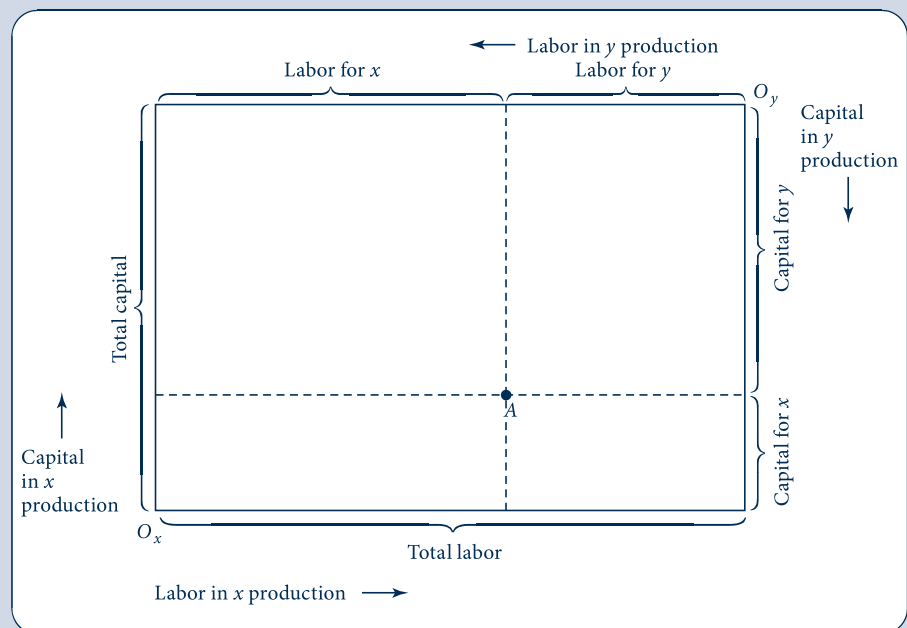 Labor in y production
Labor for x
Labor for y
O_y
Capital
in y
production
Capital for y
Total capital
A
Capital for x
Capital
in x
production
O_x
Total labor
Labor in x production